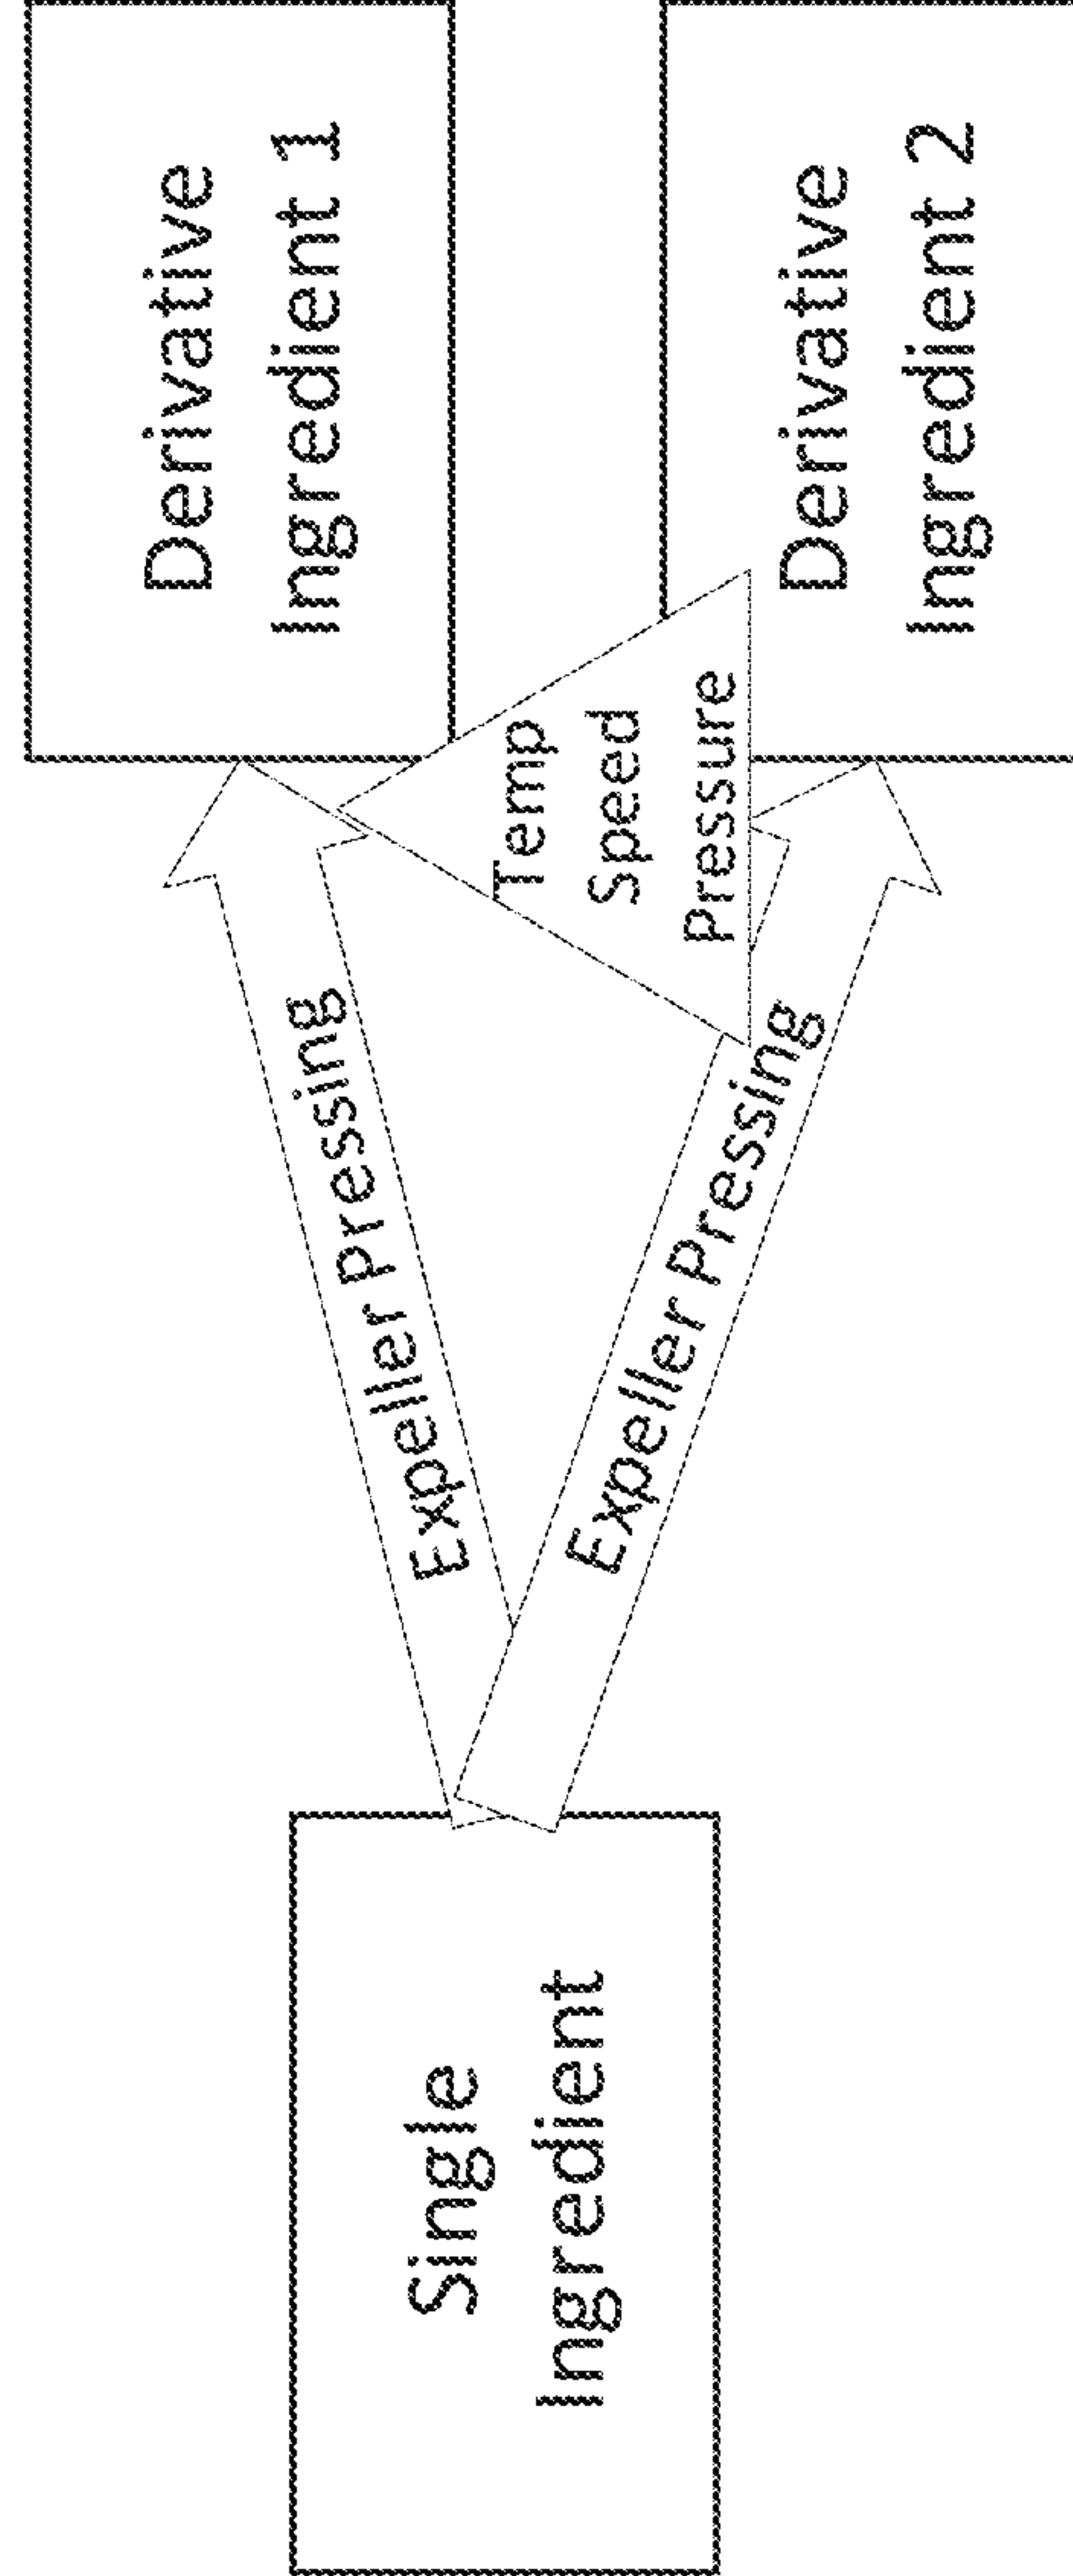 Single
Ingredient
Expeller Pressing
Expeller Pressing
Temp
Speed
Pressure
Derivative
Ingredient 1
Derivative
Ingredient 2